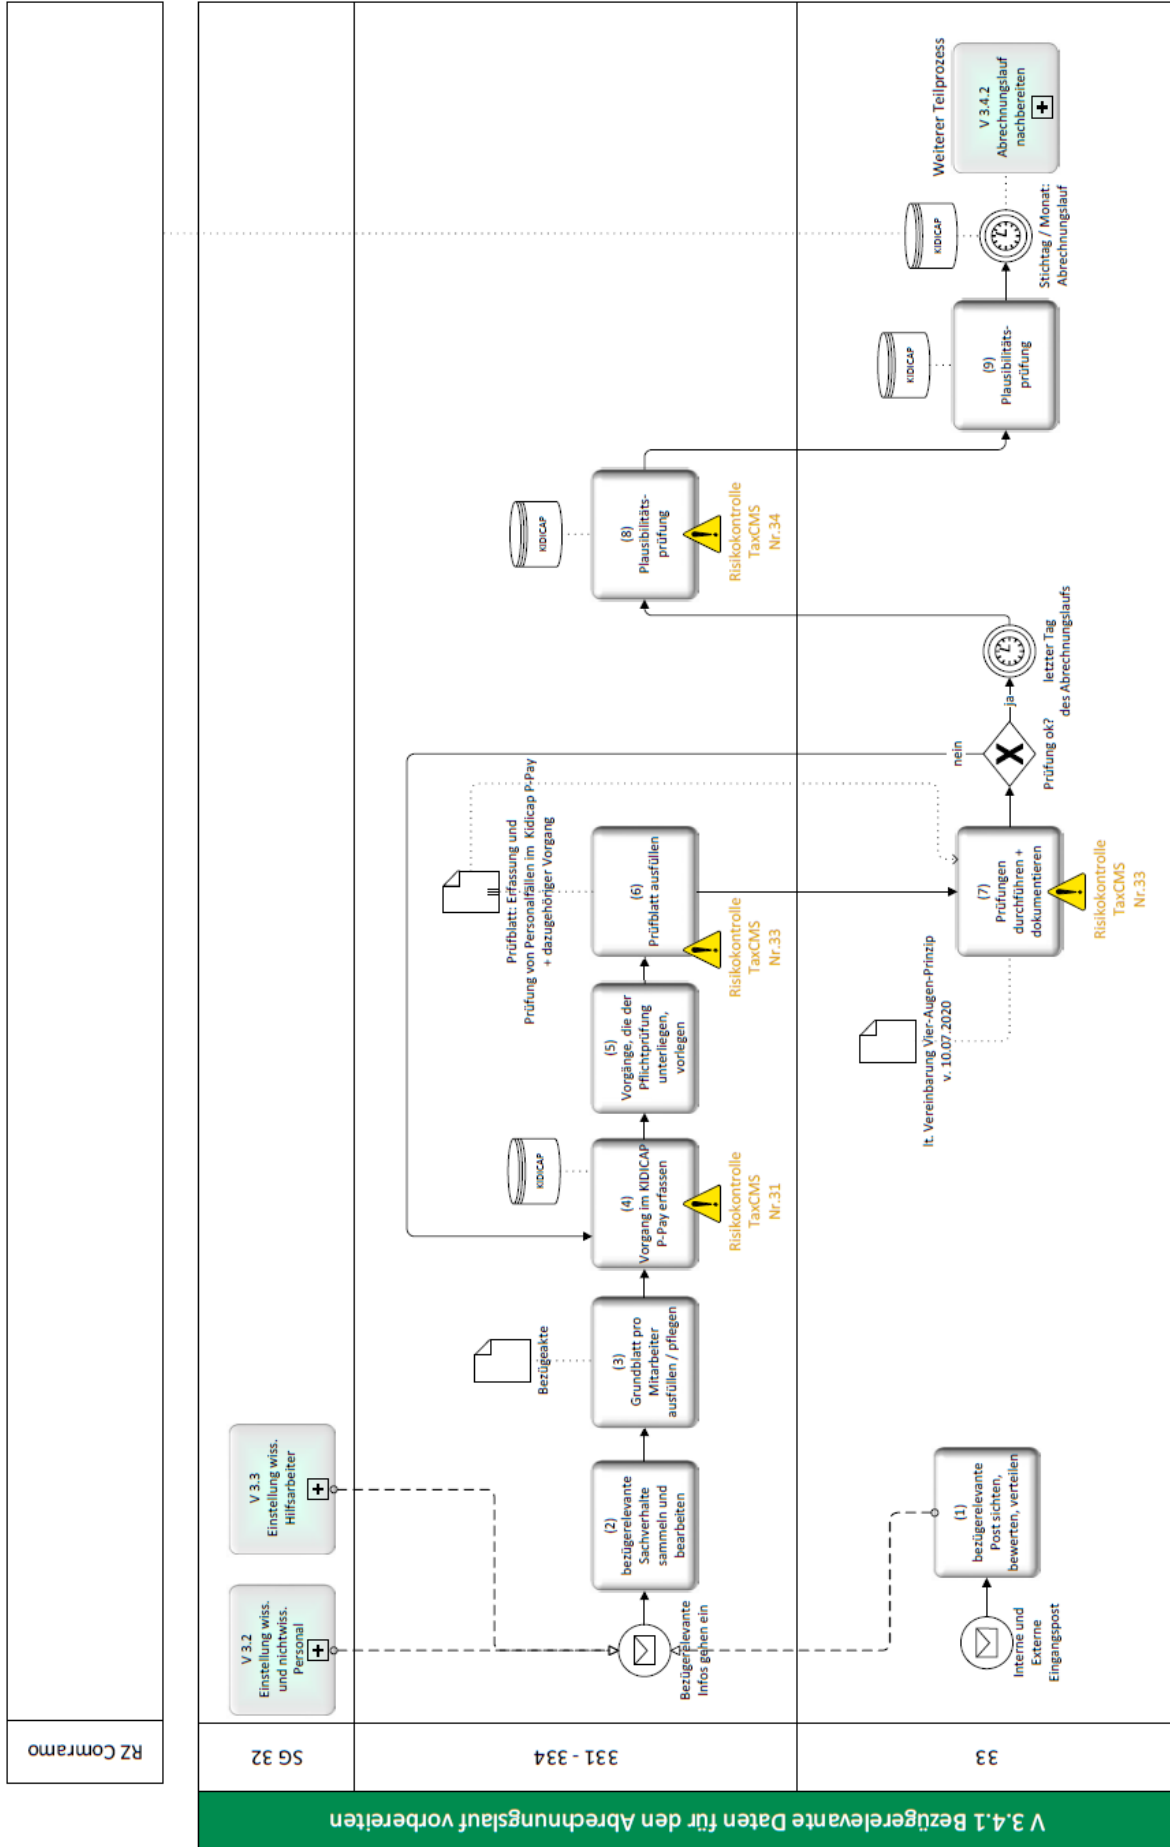 RZ Comramo
V 3.4.1 Bezügerelevante Daten für den Abrechnungslauf vorbereiten
SG 32
V 3.2
Einstellung wiss.
und nichtwiss.
Personal
V 3.3
Einstellung wiss.
Hilfsarbeiter
331 - 334
Bezügerelevante
Infos gehen ein
(2)
bezügerelevante
Sachverhalte
sammeln und
bearbeiten
Bezügeakte
(3)
Grundblatt pro
Mitarbeiter
ausfüllen / pflegen
KIDICAP
(4)
Vorgang im KIDICAP
P-Pay erfassen
Risikokontrolle
TaxCMS
Nr.31
(5)
Vorgänge, die der
Pflichtprüfung
unterliegen,
vorlegen
Prüfblatt: Erfassung und
Prüfung von Personalfällen im Kidicap P-Pay
+ dazugehöriger Vorgang
(6)
Prüfblatt ausfüllen
Risikokontrolle
TaxCMS
Nr.33
KIDICAP
(8)
Plausibilitäts-
prüfung
Risikokontrolle
TaxCMS
Nr.34
33
Interne und
Externe
Eingangspost
(1)
bezügerelevante
Post sichten,
bewerten, verteilen
lt. Vereinbarung Vier-Augen-Prinzip
v. 10.07.2020
(7)
Prüfungen
durchführen +
dokumentieren
Risikokontrolle
TaxCMS
Nr.33
nein
Prüfung ok?
ja
letzter Tag
des Abrechnungslaufs
KIDICAP
(9)
Plausibilitäts-
prüfung
KIDICAP
Stichtag / Monat:
Abrechnungslauf
Weiterer Teilprozess
V 3.4.2
Abrechnungslauf
nachbereiten